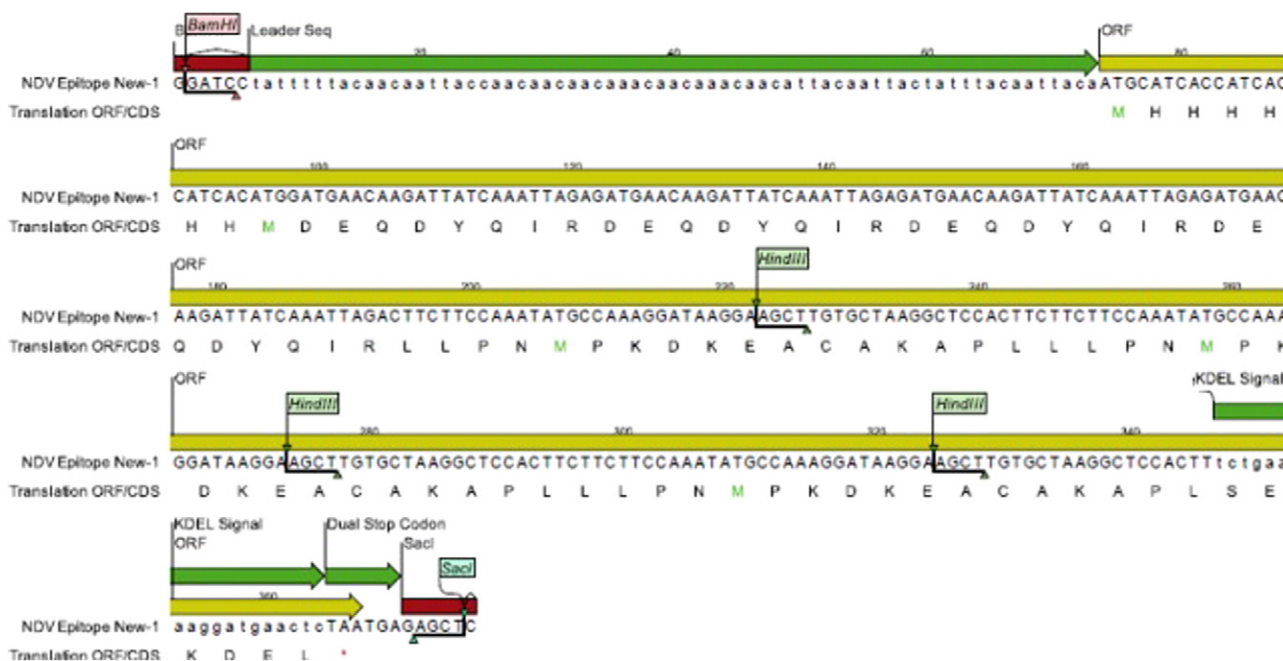 BamHI Leader Seq ORF
20 40 60 80
NDV Epitope New-1 GGATCCtatttttacaacaattaccaacaacaacaaacaacaaacaacattacaattactatttacaattacaATGCATCACCATCAC
Translation ORF/CDS M H H H H
ORF
100 120 140 160
NDV Epitope New-1 CATCACATGGATGAACAAGATTATCAAATTAGAGATGAACAAGATTATCAAATTAGAGATGAACAAGATTATCAAATTAGAGATGAAC
Translation ORF/CDS H H M D E Q D Y Q I R D E Q D Y Q I R D E Q D Y Q I R D E
ORF HindIII
180 200 220 240 260
NDV Epitope New-1 AAGATTATCAAATTAGACTTCTTCCAAATATGCCAAAGGATAAGGAAGCTTGTGCTAAGGCTCCACTTCTTCTTCCAAATATGCCAAA
Translation ORF/CDS Q D Y Q I R L L P N M P K D K E A C A K A P L L L P N M P K
ORF KDEL Signal
HindIII HindIII
280 300 320 340
NDV Epitope New-1 GGATAAGGAAGCTTGTGCTAAGGCTCCACTTCTTCTTCCAAATATGCCAAAGGATAAGGAAGCTTGTGCTAAGGCTCCACTTtctgaa
Translation ORF/CDS D K E A C A K A P L L L P N M P K D K E A C A K A P L S E
KDEL Signal Dual Stop Codon
ORF SacI
SacI
360
NDV Epitope New-1 aaggatgaactcTAATGAGAGCTC
Translation ORF/CDS K D E L *